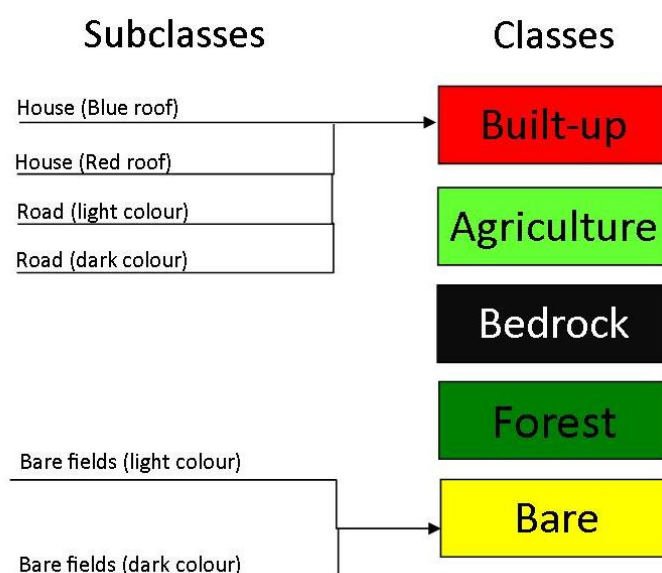 Subclasses
Classes
House (Blue roof)
Built-up
House (Red roof)
Road (light colour)
Agriculture
Road (dark colour)
Bedrock
Forest
Bare fields (light colour)
Bare
Bare fields (dark colour)